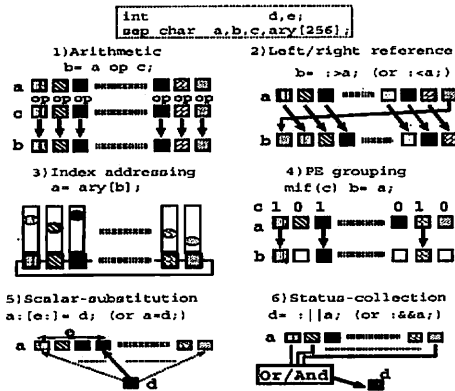 int d,e;
sep char a,b,c,ary[256];
1)Arithmetic
b= a op c;
a
op op op op op op
c
b
2)Left/right reference
b= :>a; (or :<a;)
a
b
3)Index addressing
a= ary[b];
4)PE grouping
mif(c) b= a;
c 1 0 1 0 1 0
a
b
5)Scalar-substitution
a:[e:]= d; (or a=d;)
e
a
d
6)Status-collection
d= :||a; (or :&&a;)
a
Or/And
d